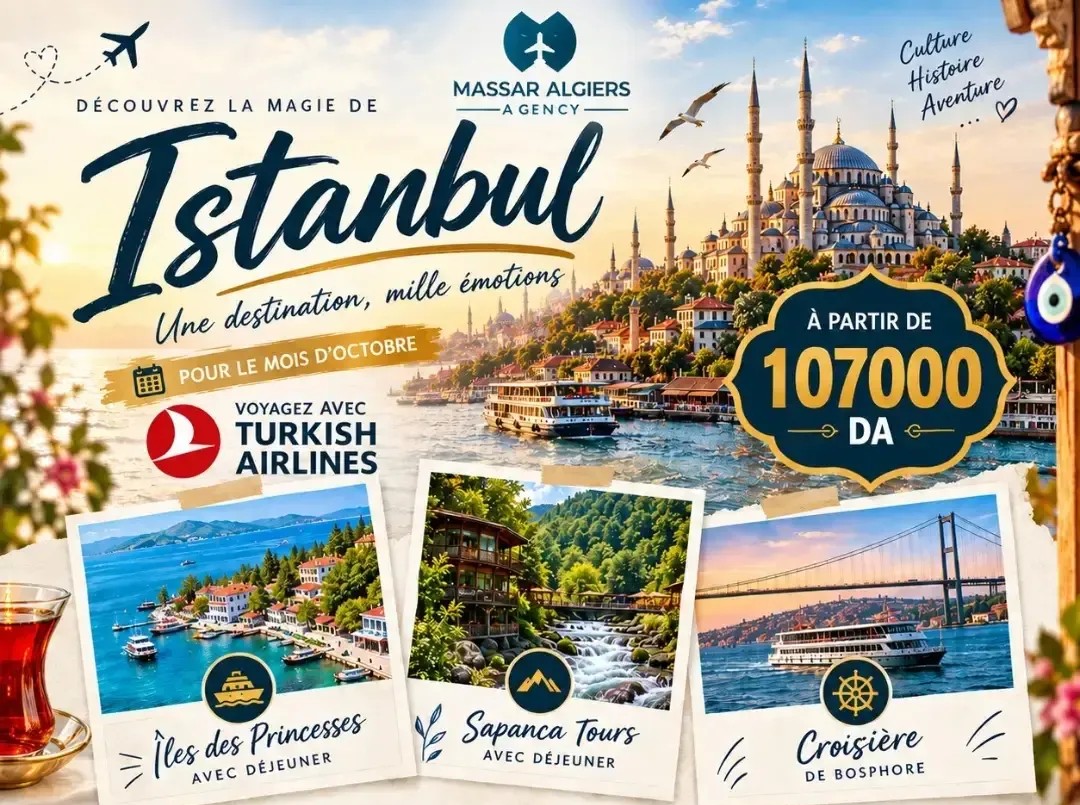 MASSAR ALGIERS
AGENCY
DÉCOUVREZ LA MAGIE DE
Istanbul
Une destination, mille émotions
Culture
Histoire
Aventure
...
POUR LE MOIS D'OCTOBRE
VOYAGEZ AVEC
TURKISH
AIRLINES
À PARTIR DE
107000
DA
Îles des Princesses
AVEC DÉJEUNER
Sapanca Tours
AVEC DÉJEUNER
Croisière
DE BOSPHORE